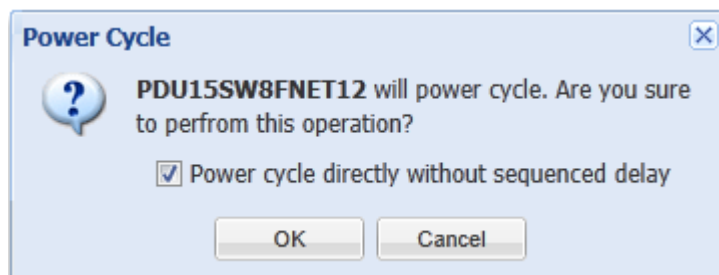 Power Cycle
PDU15SW8FNET12 will power cycle. Are you sure
to perfrom this operation?
Power cycle directly without sequenced delay
OK Cancel